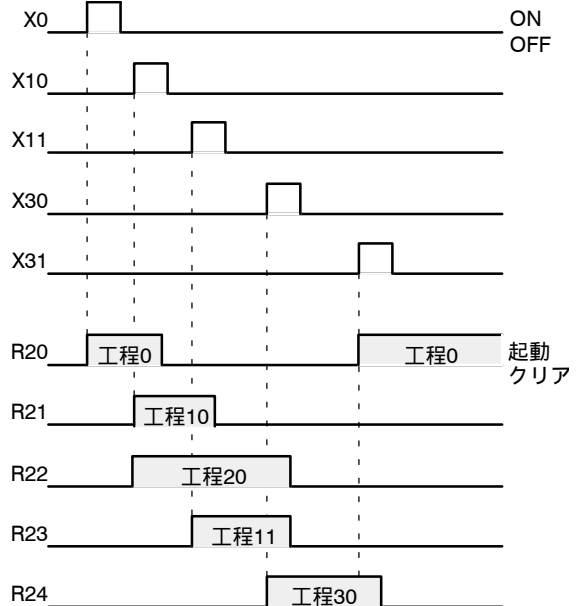 X0 ON
OFF
X10
X11
X30
X31
R20 工程0 工程0 起動
クリア
R21 工程10
R22 工程20
R23 工程11
R24 工程30